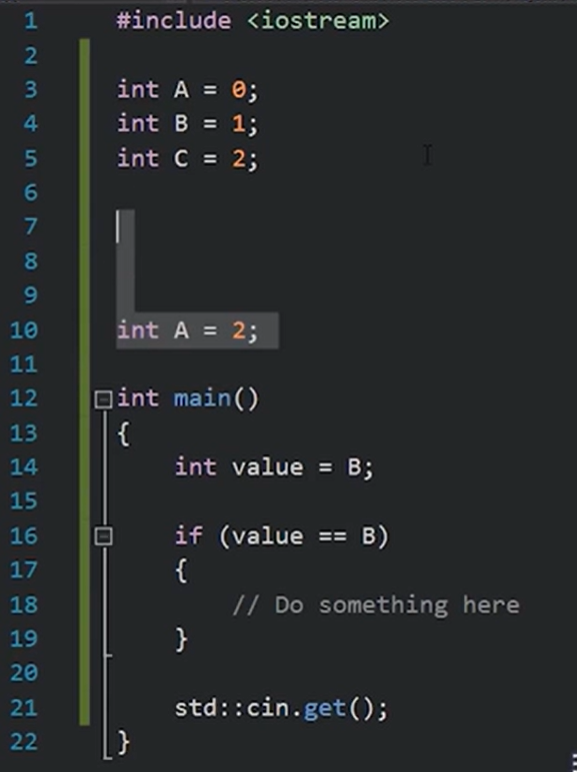 1 #include <iostream>
2
3 int A = 0;
4 int B = 1;
5 int C = 2;
6
7
8
9
10 int A = 2;
11
12 int main()
13 {
14     int value = B;
15
16     if (value == B)
17     {
18         // Do something here
19     }
20
21     std::cin.get();
22 }